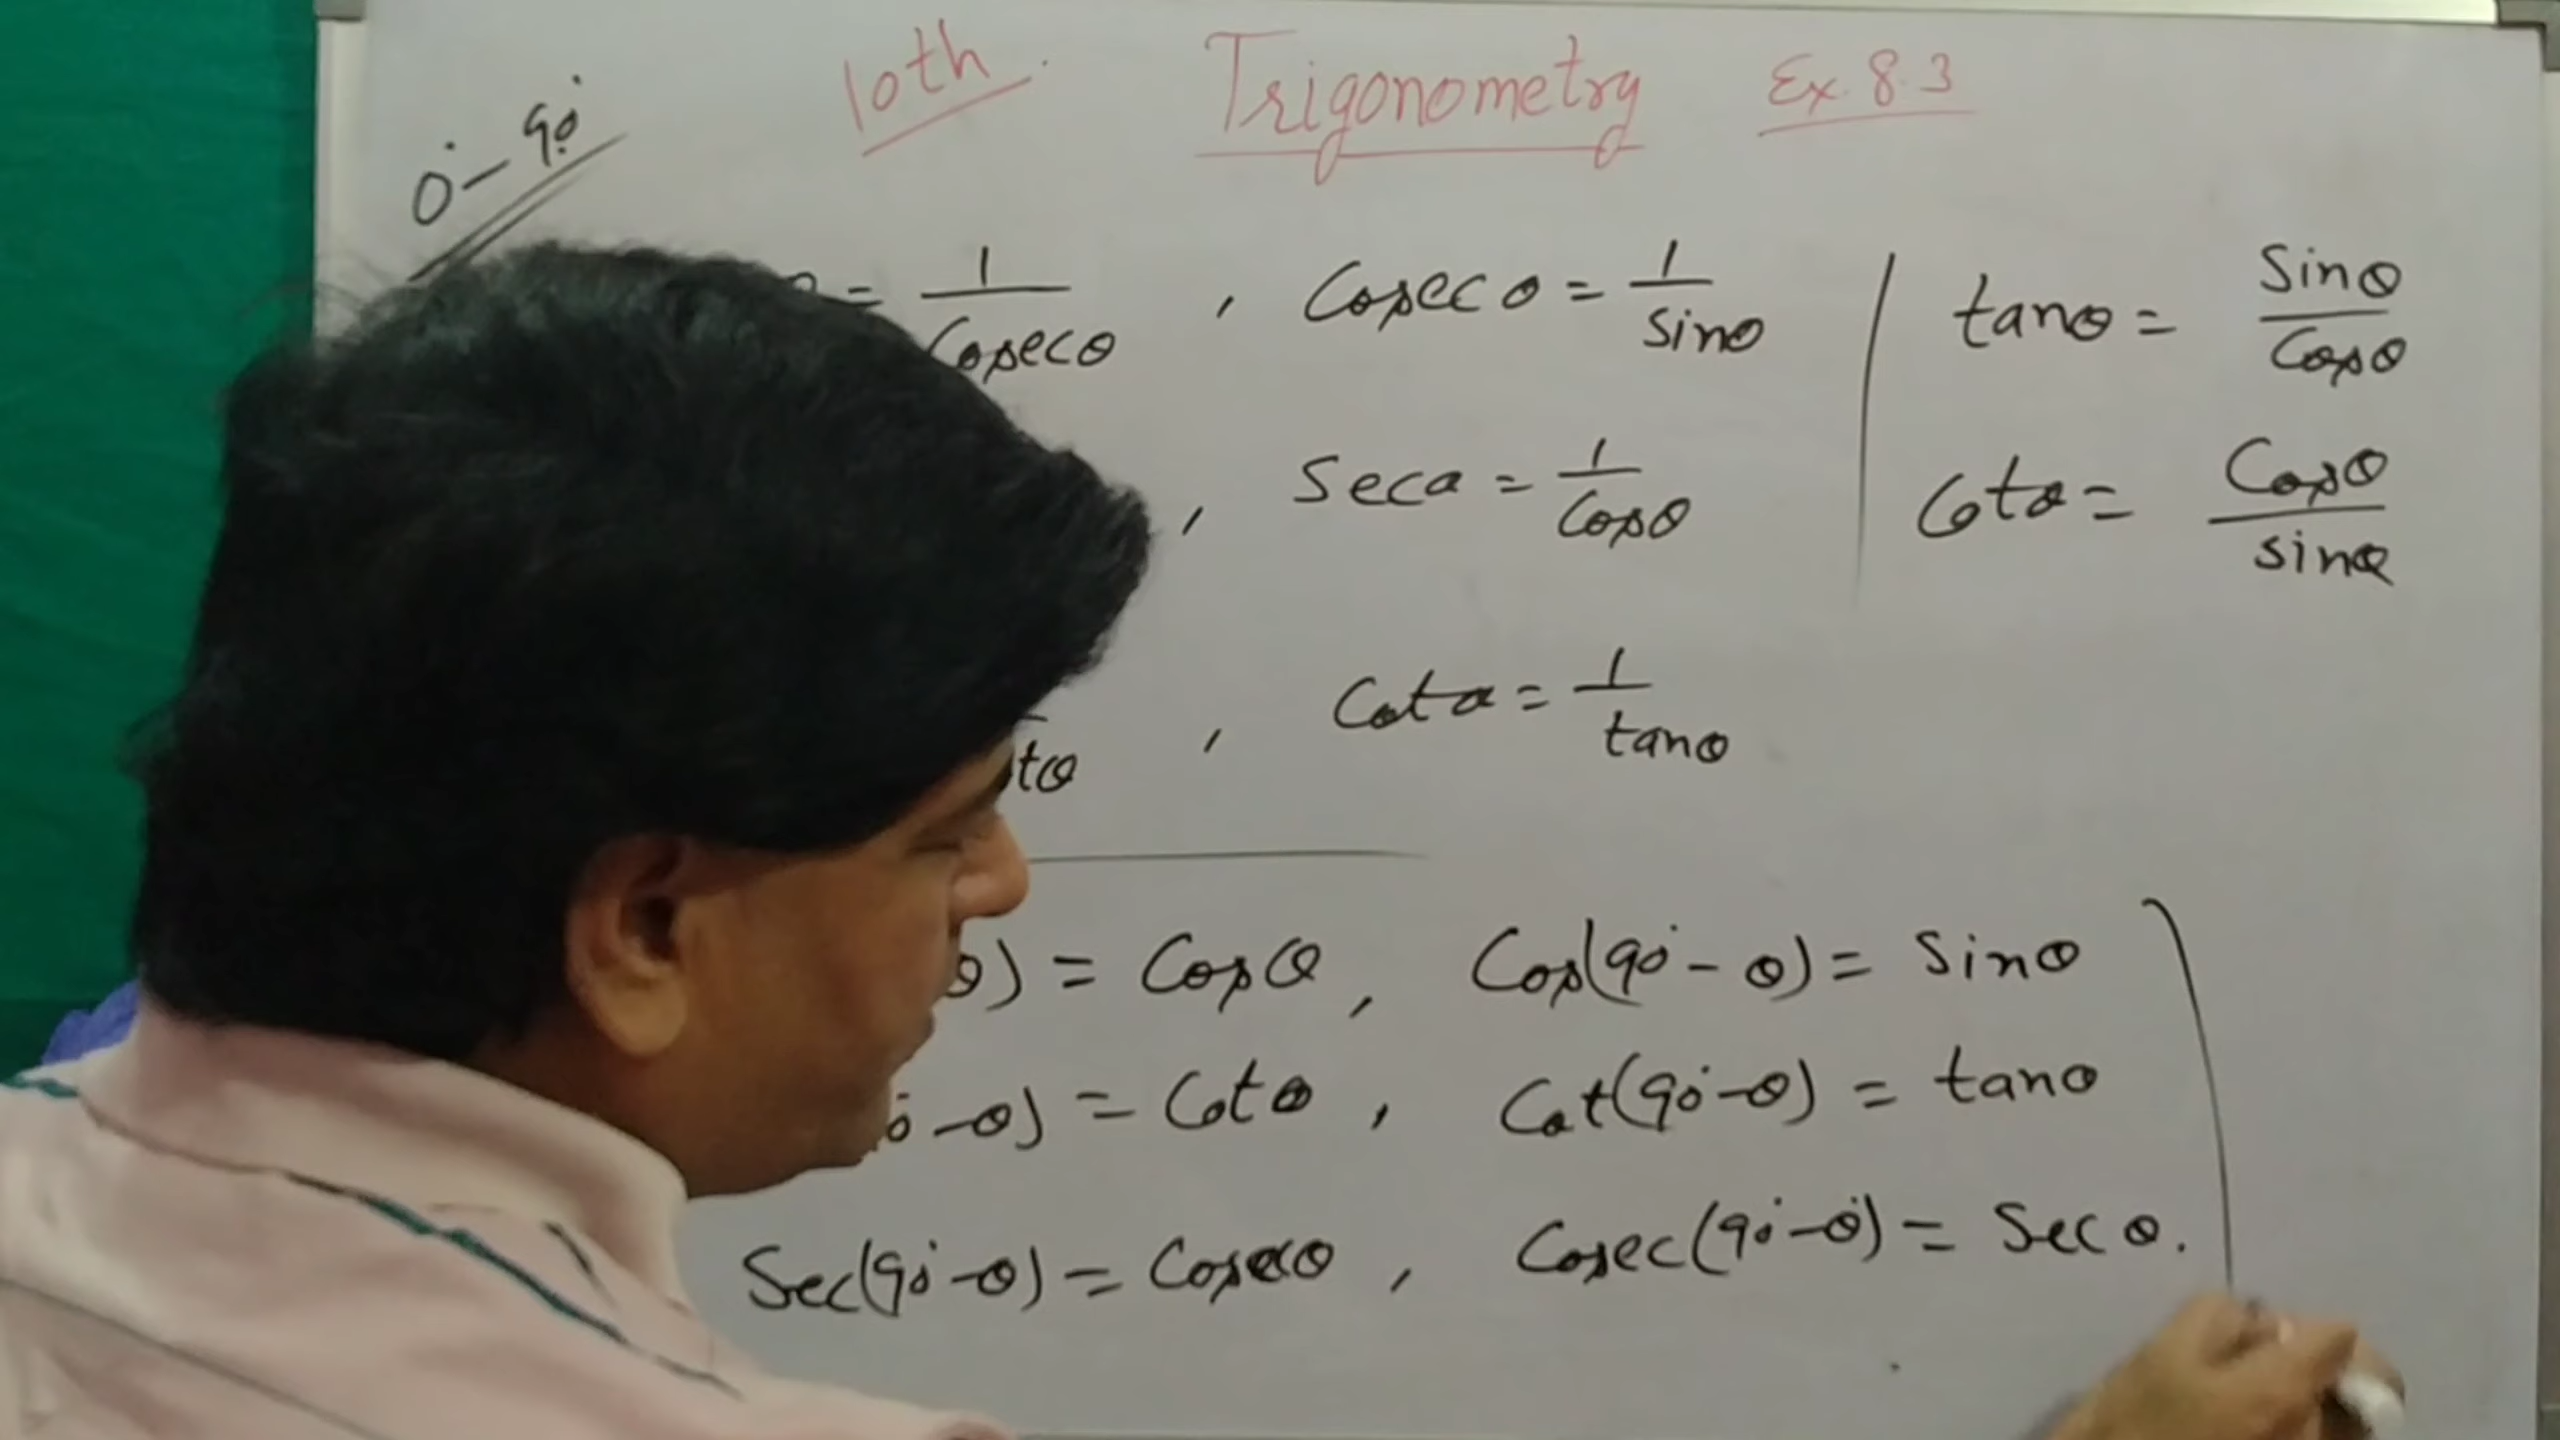 10th. Trigonometry Ex. 8.3
0° - 90°
= 1/Cosecθ , Cosecθ = 1/sinθ | tanθ = Sinθ/Cosθ
, Secθ = 1/Cosθ | Cotθ = Cosθ/sinθ
tθ , Cotθ = 1/tanθ
θ) = Cosθ , Cos(90° - θ) = Sinθ
-θ) = Cotθ , Cot(90° -θ) = tanθ
Sec(90° -θ) = Cosecθ , Cosec(90° -θ) = Secθ.